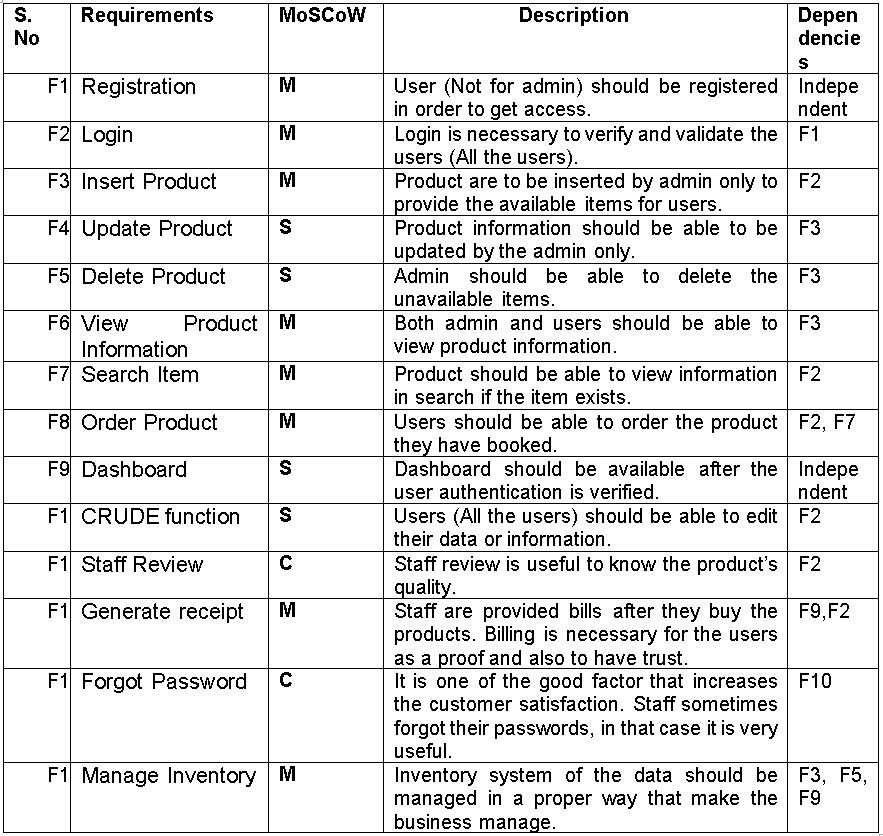 S. No Requirements MoSCoW Description Depen dencie s
F1 Registration M User (Not for admin) should be registered in order to get access. Indepe ndent
F2 Login M Login is necessary to verify and validate the users (All the users). F1
F3 Insert Product M Product are to be inserted by admin only to provide the available items for users. F2
F4 Update Product S Product information should be able to be updated by the admin only. F3
F5 Delete Product S Admin should be able to delete the unavailable items. F3
F6 View Product Information M Both admin and users should be able to view product information. F3
F7 Search Item M Product should be able to view information in search if the item exists. F2
F8 Order Product M Users should be able to order the product they have booked. F2, F7
F9 Dashboard S Dashboard should be available after the user authentication is verified. Indepe ndent
F1 CRUDE function S Users (All the users) should be able to edit their data or information. F2
F1 Staff Review C Staff review is useful to know the product’s quality. F2
F1 Generate receipt M Staff are provided bills after they buy the products. Billing is necessary for the users as a proof and also to have trust. F9,F2
F1 Forgot Password C It is one of the good factor that increases the customer satisfaction. Staff sometimes forgot their passwords, in that case it is very useful. F10
F1 Manage Inventory M Inventory system of the data should be managed in a proper way that make the business manage. F3, F5, F9